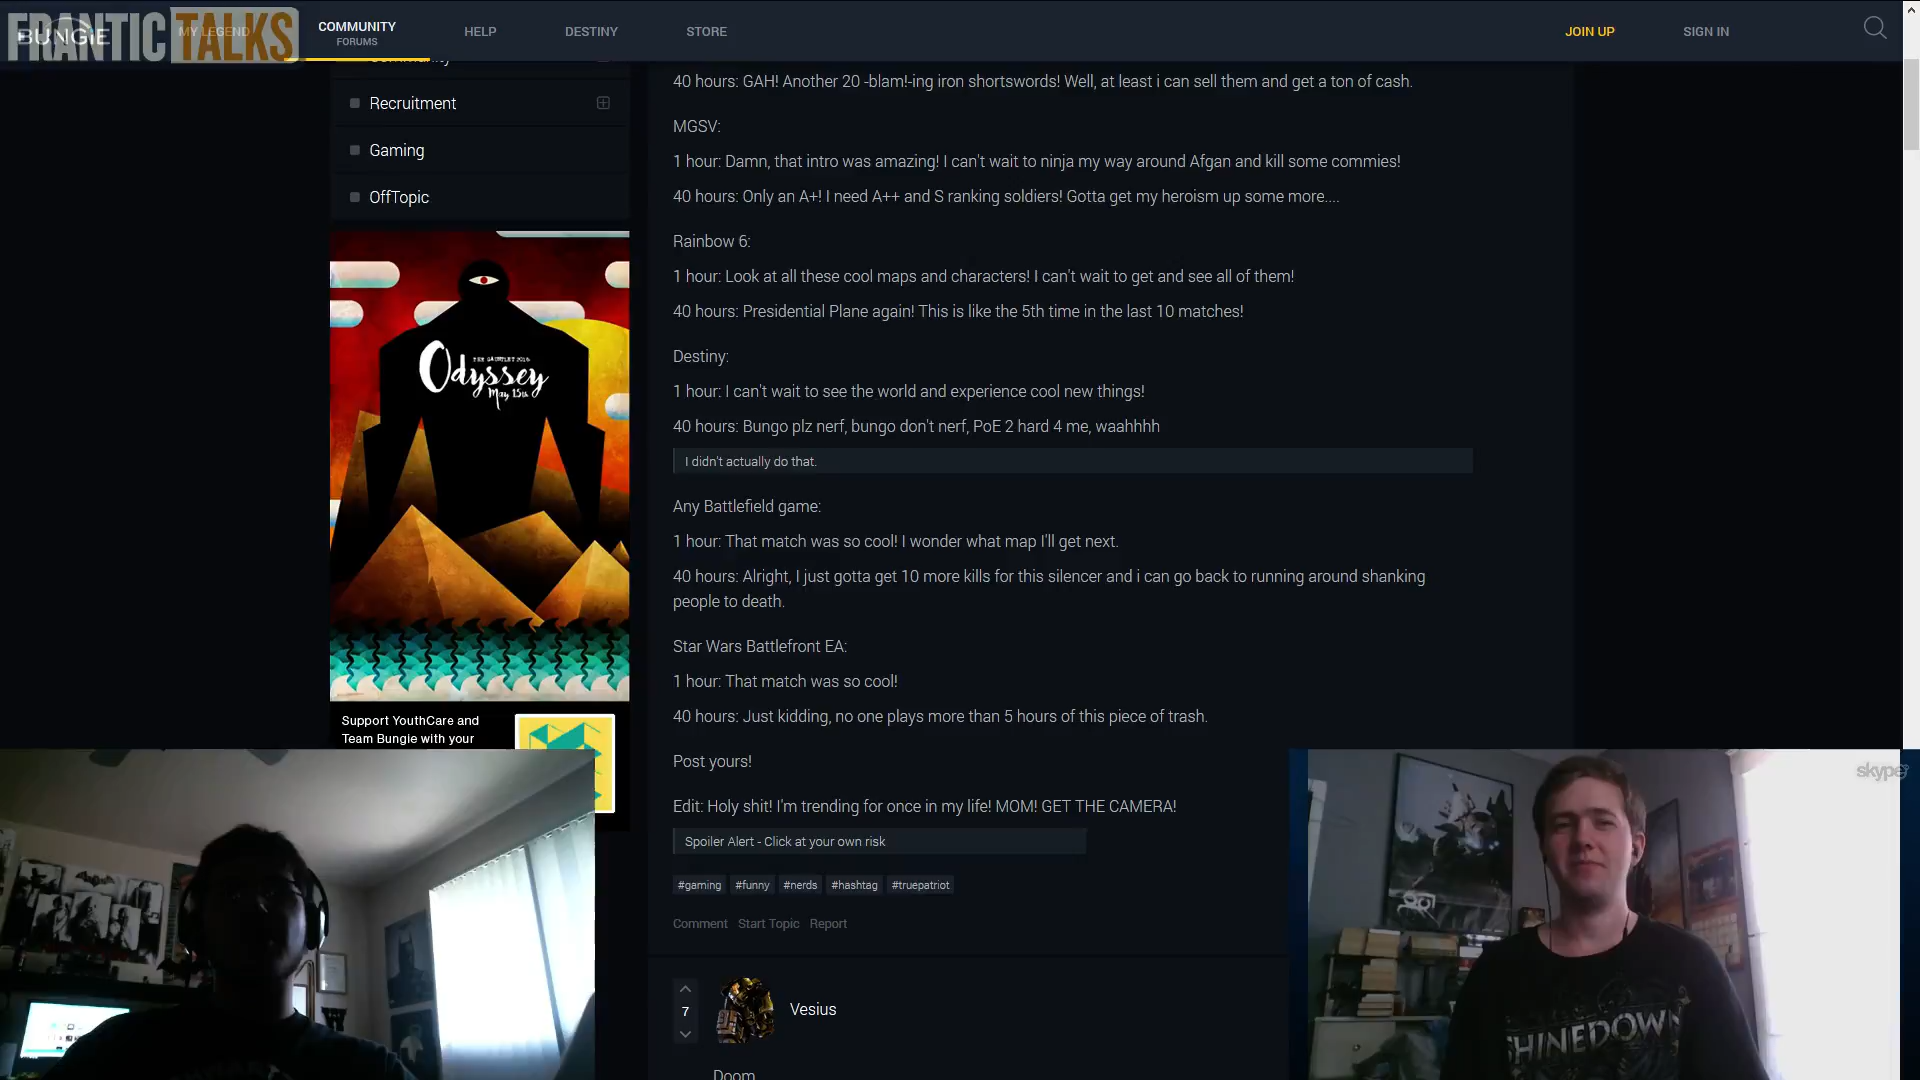 FRANTIC TALKS
BUNGiE
MY LEGEND
COMMUNITY
FORUMS
HELP
DESTINY
STORE
JOIN UP
SIGN IN
Community
Recruitment
Gaming
OffTopic
THE GAUNTLET 2016
Odyssey
May 15th
Support YouthCare and
Team Bungie with your
40 hours: GAH! Another 20 -blam!-ing iron shortswords! Well, at least i can sell them and get a ton of cash.
MGSV:
1 hour: Damn, that intro was amazing! I can't wait to ninja my way around Afgan and kill some commies!
40 hours: Only an A+! I need A++ and S ranking soldiers! Gotta get my heroism up some more....
Rainbow 6:
1 hour: Look at all these cool maps and characters! I can't wait to get and see all of them!
40 hours: Presidential Plane again! This is like the 5th time in the last 10 matches!
Destiny:
1 hour: I can't wait to see the world and experience cool new things!
40 hours: Bungo plz nerf, bungo don't nerf, PoE 2 hard 4 me, waahhhh
I didn't actually do that.
Any Battlefield game:
1 hour: That match was so cool! I wonder what map I'll get next.
40 hours: Alright, I just gotta get 10 more kills for this silencer and i can go back to running around shanking
people to death.
Star Wars Battlefront EA:
1 hour: That match was so cool!
40 hours: Just kidding, no one plays more than 5 hours of this piece of trash.
Post yours!
Edit: Holy shit! I'm trending for once in my life! MOM! GET THE CAMERA!
Spoiler Alert - Click at your own risk
#gaming #funny #nerds #hashtag #truepatriot
Comment Start Topic Report
7
Vesius
Doom
skype
SHINEDOWN